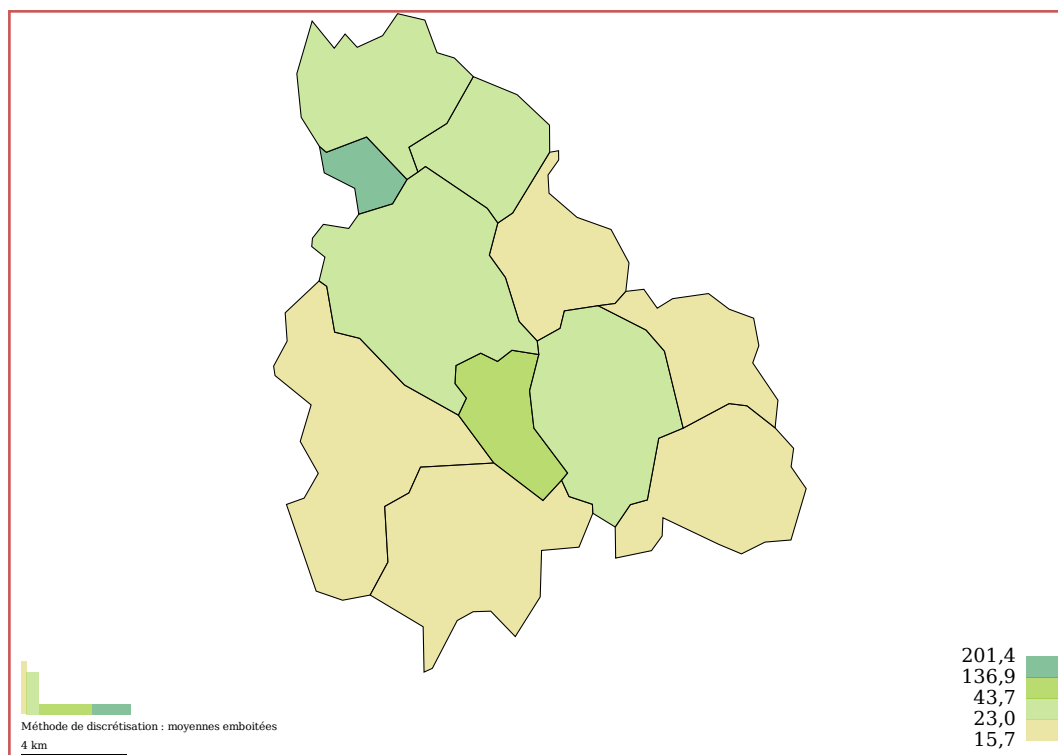 201,4
136,9
43,7
23,0
15,7
Méthode de discrétisation : moyennes emboitées
4 km